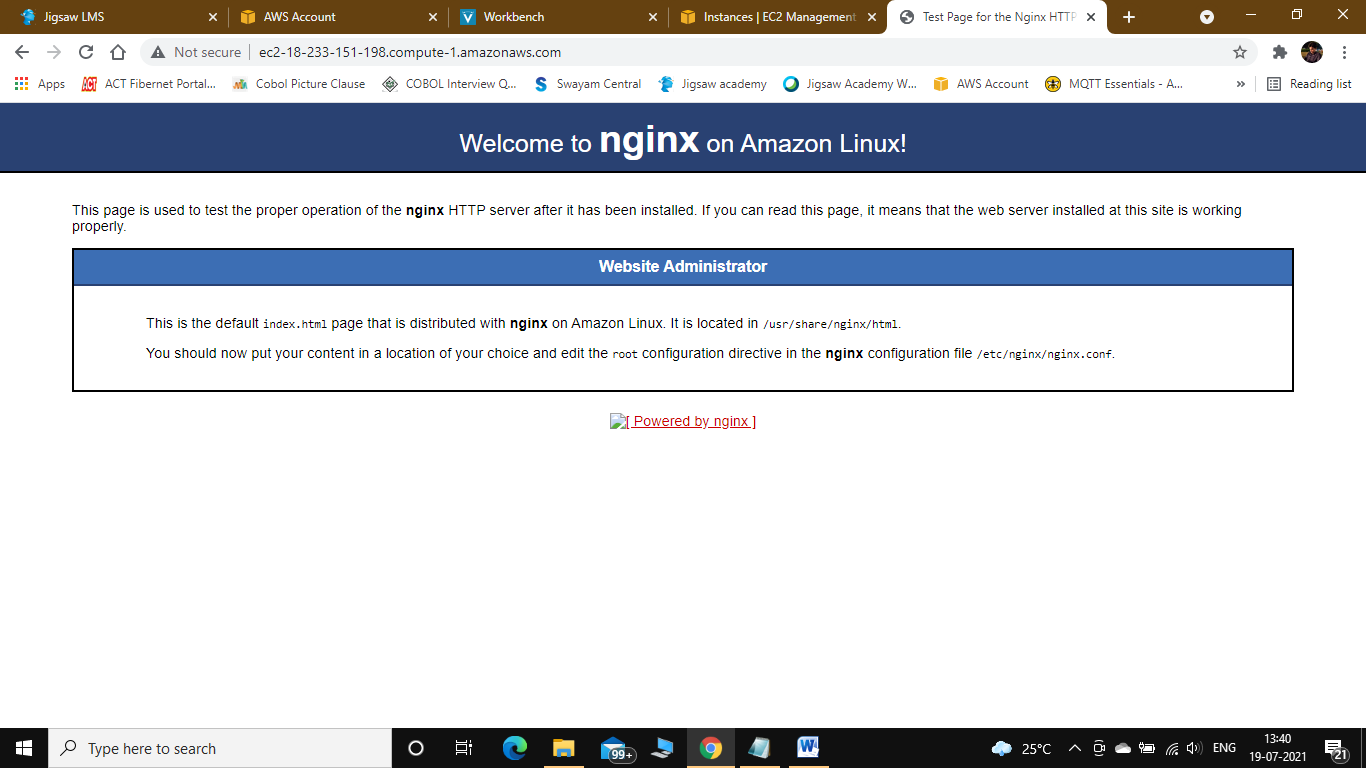 Jigsaw LMS
AWS Account
Workbench
Instances | EC2 Management
Test Page for the Nginx HTTP
Not secure | ec2-18-233-151-198.compute-1.amazonaws.com
Apps
ACT Fibernet Portal...
Cobol Picture Clause
COBOL Interview Q...
Swayam Central
Jigsaw academy
Jigsaw Academy W...
AWS Account
MQTT Essentials - A...
»
Reading list
Welcome to nginx on Amazon Linux!
This page is used to test the proper operation of the nginx HTTP server after it has been installed. If you can read this page, it means that the web server installed at this site is working
properly.
Website Administrator
This is the default index.html page that is distributed with nginx on Amazon Linux. It is located in /usr/share/nginx/html.
You should now put your content in a location of your choice and edit the root configuration directive in the nginx configuration file /etc/nginx/nginx.conf.
[ Powered by nginx ]
Type here to search
99+
25°C
ENG
13:40
19-07-2021
21